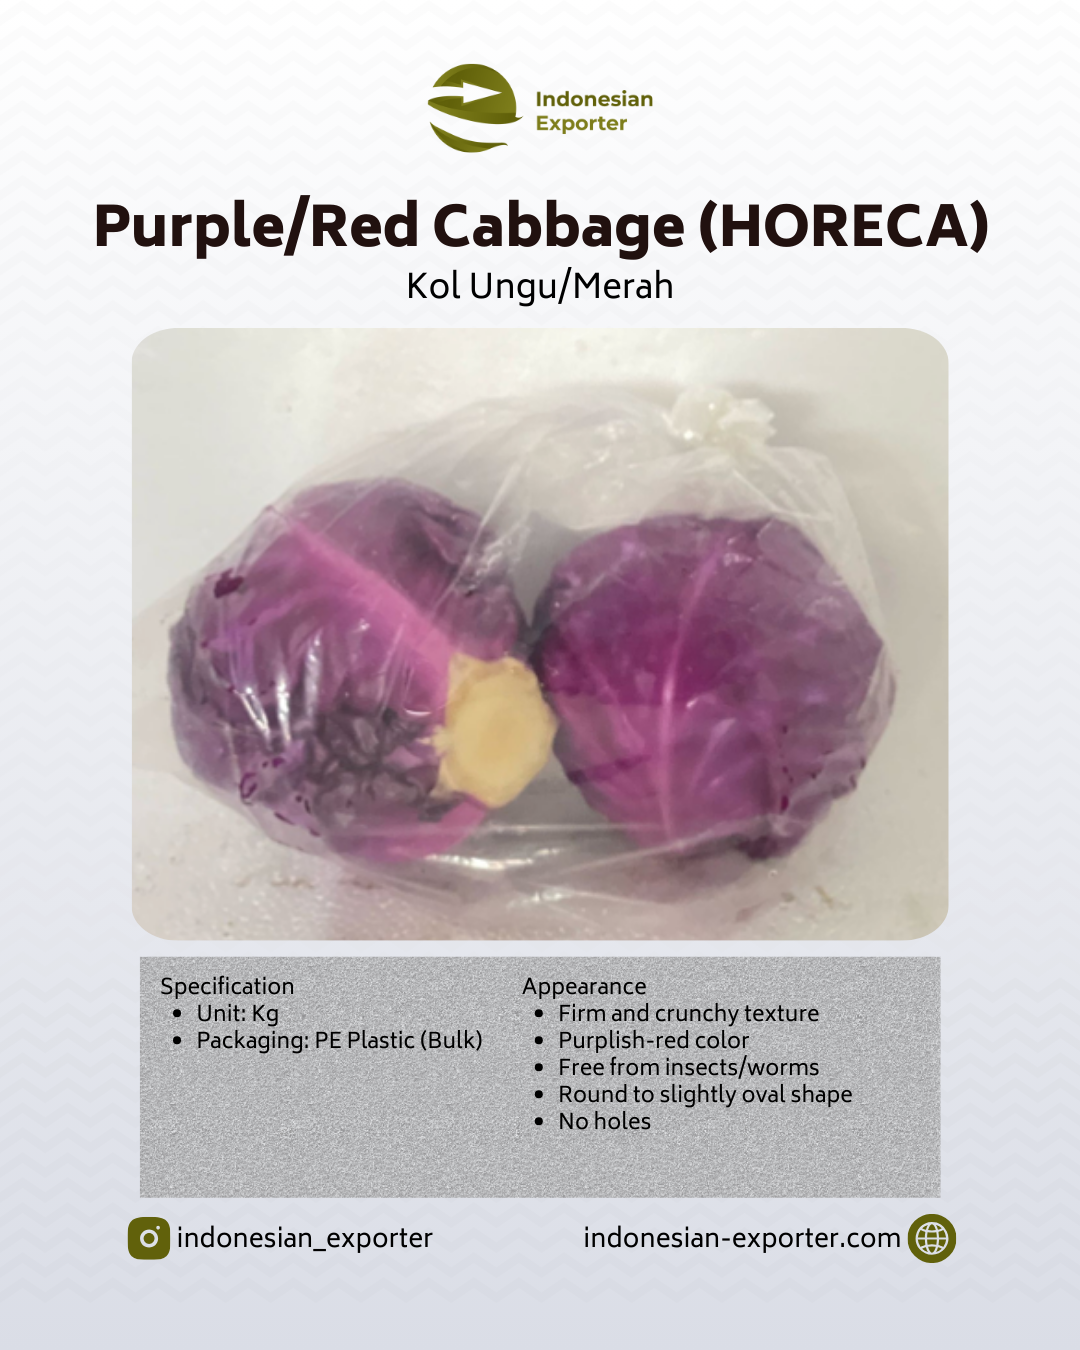 Indonesian
Exporter
Purple/Red Cabbage (HORECA)
Kol Ungu/Merah
Specification
• Unit: Kg
• Packaging: PE Plastic (Bulk)
Appearance
• Firm and crunchy texture
• Purplish-red color
• Free from insects/worms
• Round to slightly oval shape
• No holes
indonesian_exporter
indonesian-exporter.com